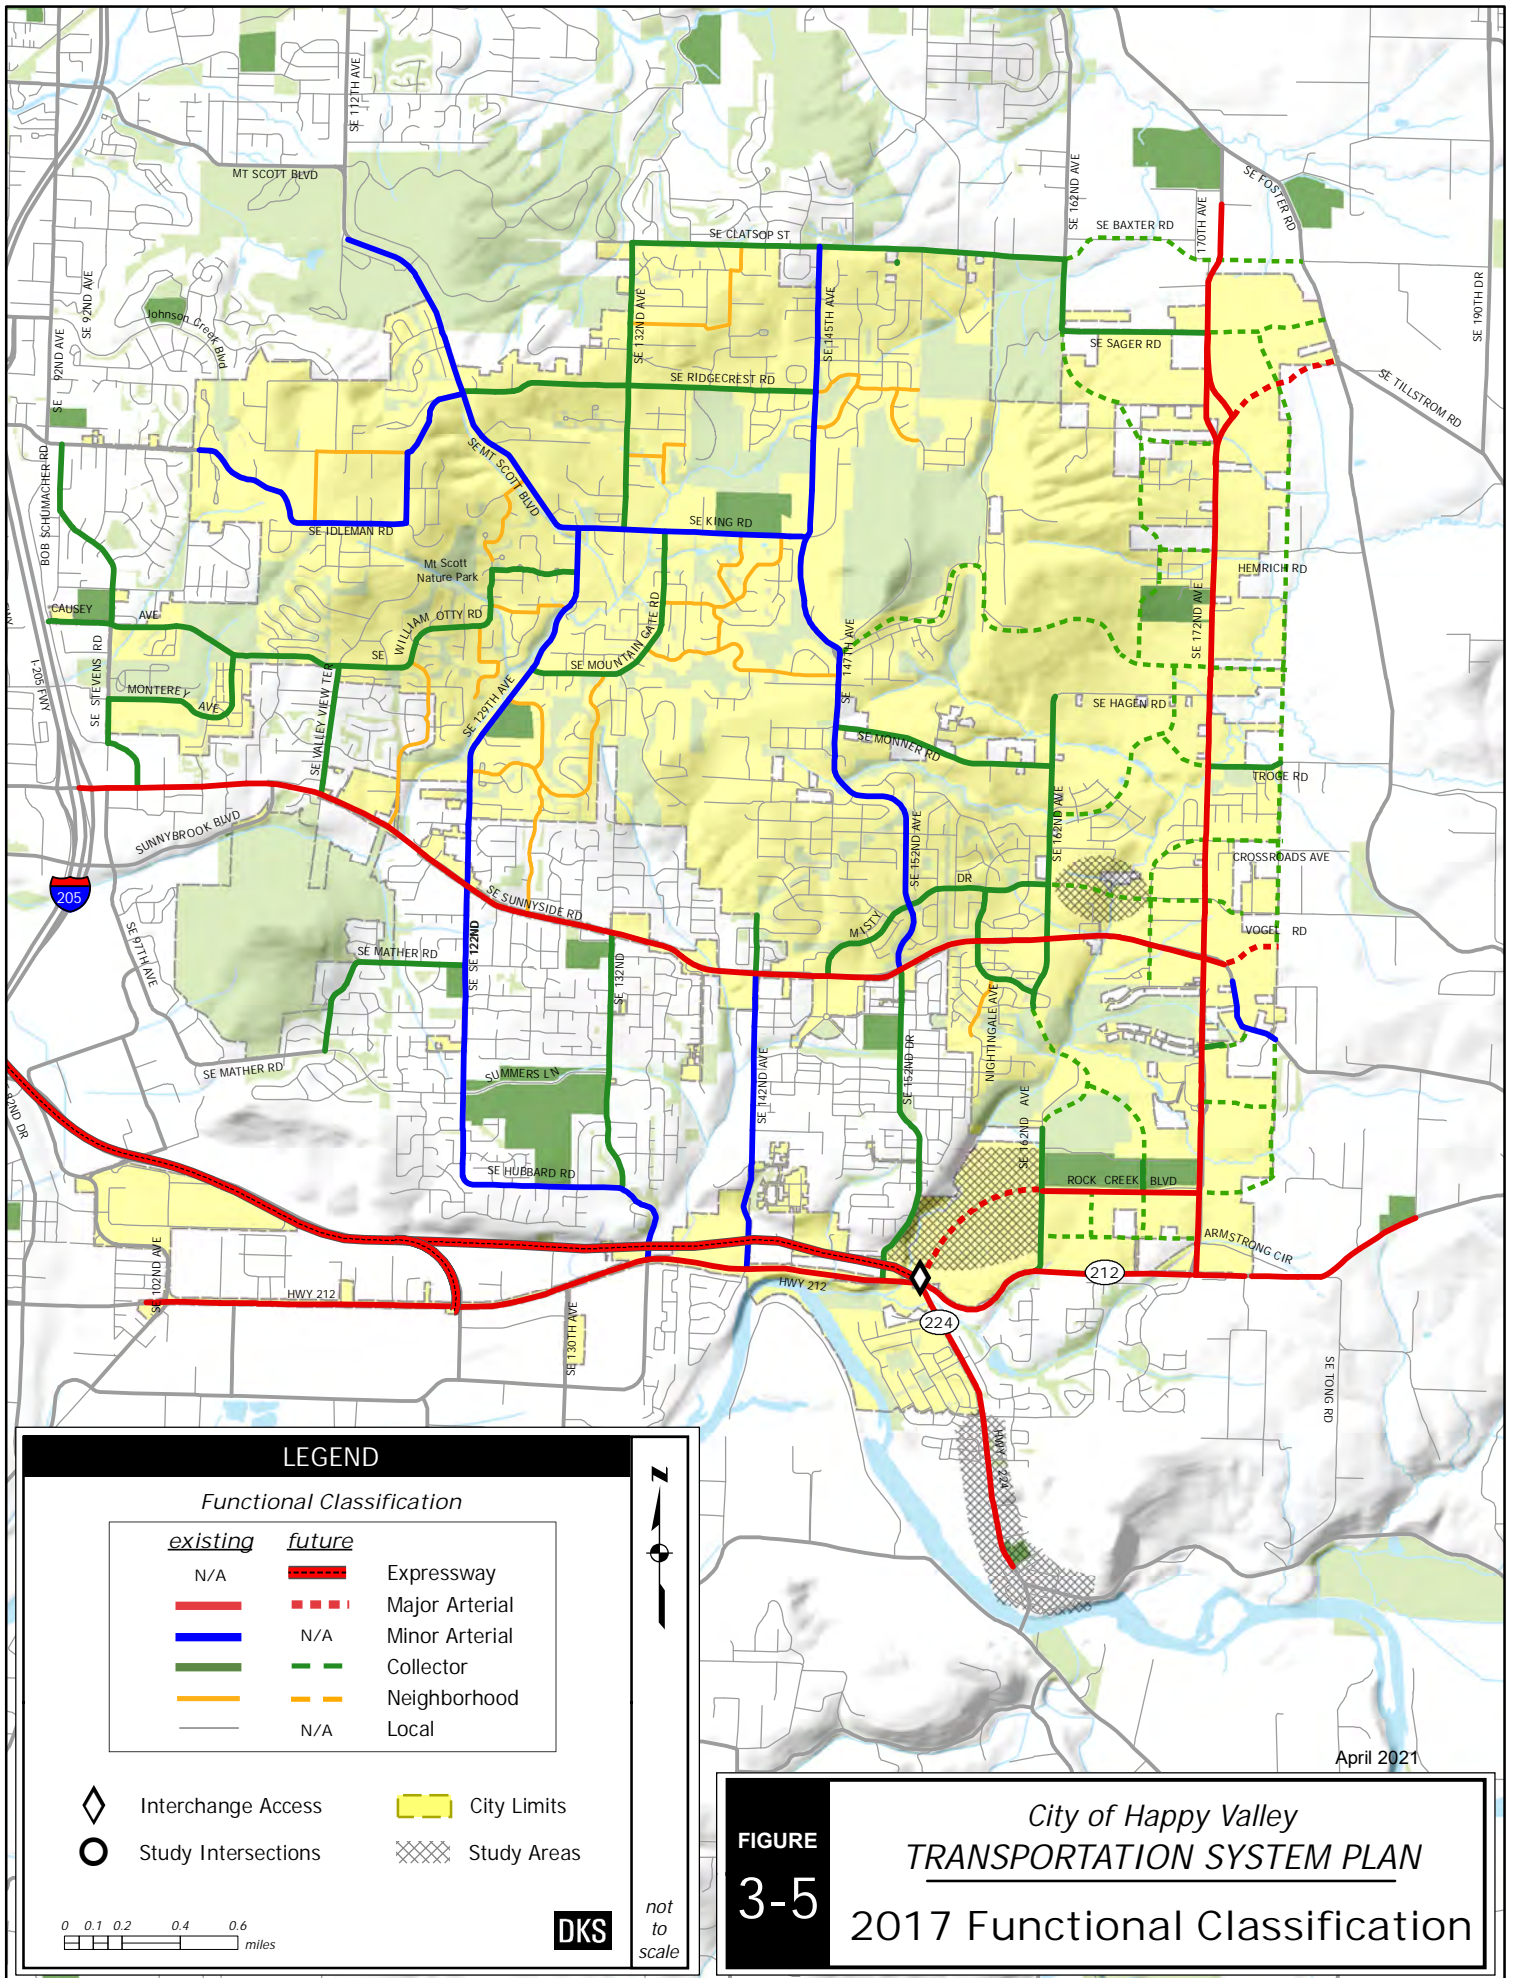 SE 112TH AVE
MT SCOTT BLVD
SE 162ND AVE
SE FOSTER RD
SE BAXTER RD
170TH AVE
SE CLATSOP ST
SE 92ND AVE
SE 92ND AVE
Johnson Creek Blvd
SE 132ND AVE
SE 145TH AVE
SE 190TH DR
SE SAGER RD
SE RIDGECREST RD
SE TILLSTROM RD
SE MT SCOTT BLVD
BOB SCHUMACHER RD
SE IDLEMAN RD
SE KING RD
Mt Scott
Nature Park
HEMRICH RD
CAUSEY AVE
SE WILLIAM OTTY RD
SE 172ND AVE
SE MOUNTAIN GATE RD
SE 147TH AVE
I-205 FWY
SE STEVENS RD
MONTEREY AVE
SE VALLEY VIEW TER
SE 129TH AVE
SE HAGEN RD
SE MONNER RD
TROGE RD
SUNNYBROOK BLVD
SE 152ND AVE
SE 162ND AVE
CROSSROADS AVE
205
SE SUNNYSIDE RD
MISTY DR
VOGEL RD
SE 97TH AVE
SE MATHER RD
SE SE 122ND
SE 132ND
NIGHTINGALE AVE
SE MATHER RD
SUMMERS LN
SE 142ND AVE
SE 152ND DR
82ND DR
SE 162ND AVE
SE HUBBARD RD
ROCK CREEK BLVD
SE 102ND AVE
ARMSTRONG CIR
212
HWY 212
HWY 212
224
SE 130TH AVE
SE TONG RD
HWY 224
LEGEND
Functional Classification
existing future
N/A Expressway
Major Arterial
N/A Minor Arterial
Collector
Neighborhood
N/A Local
Interchange Access
City Limits
Study Intersections
Study Areas
0 0.1 0.2 0.4 0.6
miles
DKS
N
not
to
scale
April 2021
FIGURE
3-5
City of Happy Valley
TRANSPORTATION SYSTEM PLAN
2017 Functional Classification